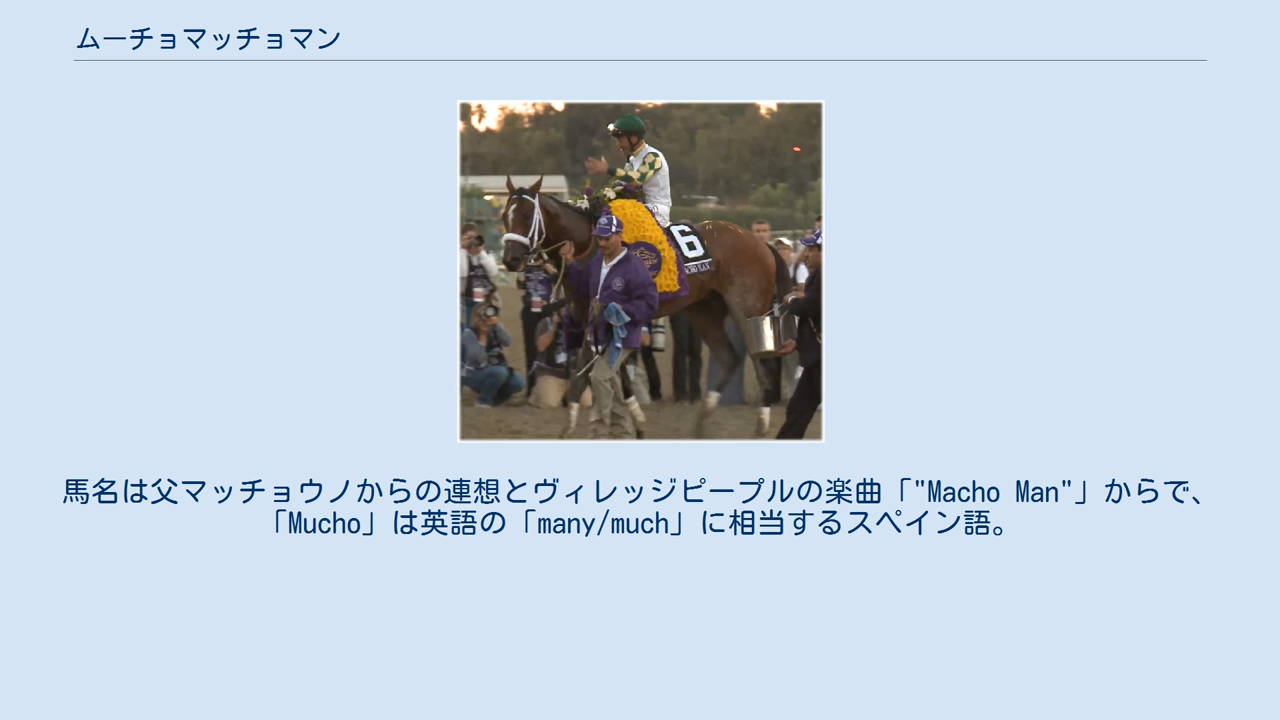 ムーチョマッチョマン
6
CHO MAN
馬名は父マッチョウノからの連想とヴィレッジピープルの楽曲「"Macho Man"」からで、
「Mucho」は英語の「many/much」に相当するスペイン語。